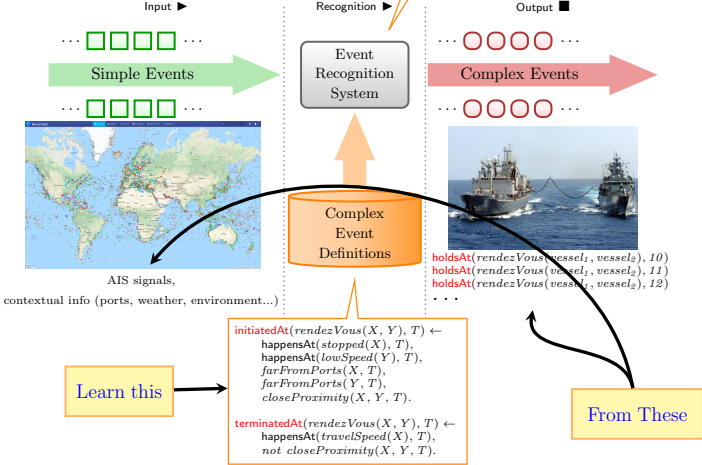 Input ▶
Recognition ▶
Output ■
··· ···
Simple Events
··· ···
Event
Recognition
System
··· ···
Complex Events
··· ···
Complex
Event
Definitions
AIS signals,
contextual info (ports, weather, environment...)
holdsAt(rendezVous(vessel₁, vessel₂), 10)
holdsAt(rendezVous(vessel₁, vessel₂), 11)
holdsAt(rendezVous(vessel₁, vessel₂), 12)
···
initiatedAt(rendezVous(X, Y), T) ←
happensAt(stopped(X), T),
happensAt(lowSpeed(Y), T),
farFromPorts(X, T),
farFromPorts(Y, T),
closeProximity(X, Y, T).
terminatedAt(rendezVous(X, Y), T) ←
happensAt(travelSpeed(X), T),
not closeProximity(X, Y, T).
Learn this
From These